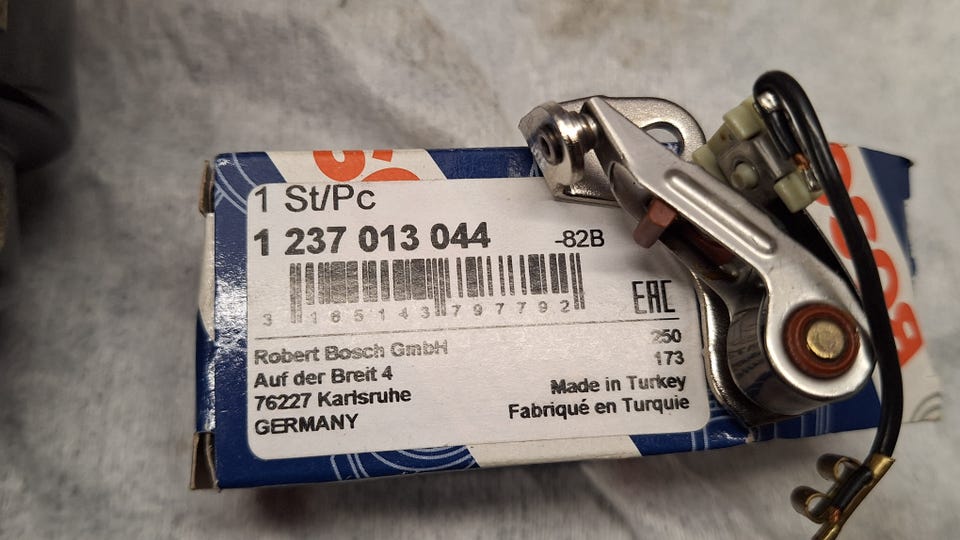 1 St/Pc
1 237 013 044 -82B
3 165143 797792
EAC
Robert Bosch GmbH
Auf der Breit 4
76227 Karlsruhe
GERMANY
250
173
Made in Turkey
Fabriqué en Turquie
BOSCH